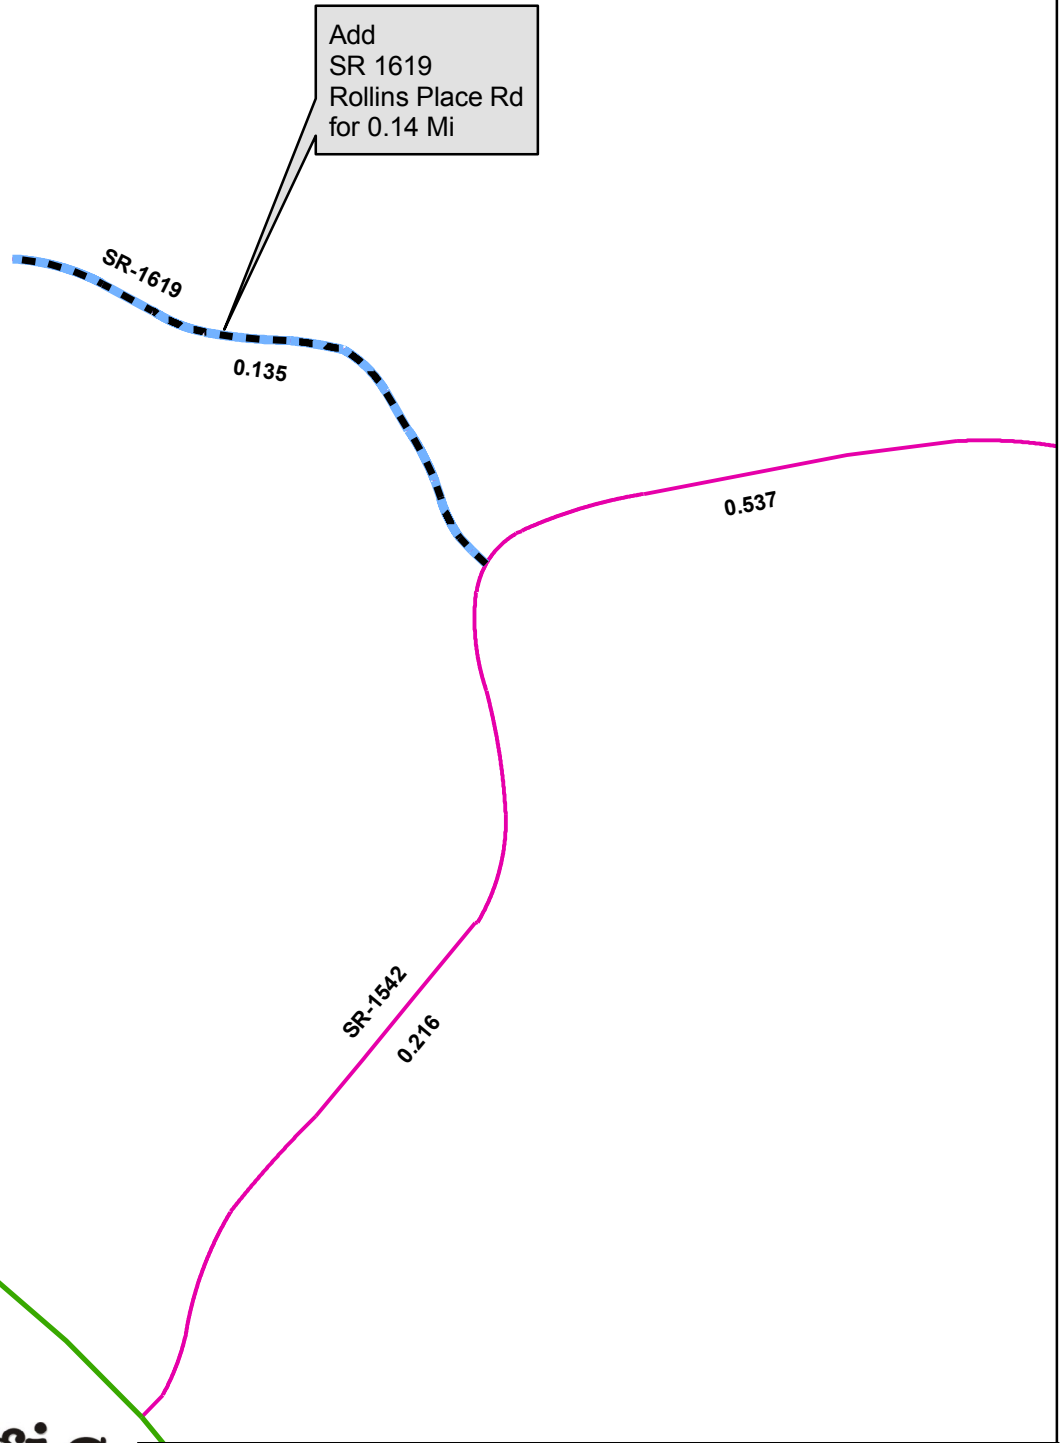 Add
SR 1619
Rollins Place Rd
for 0.14 Mi
SR-1619
0.135
0.537
SR-1542
0.216